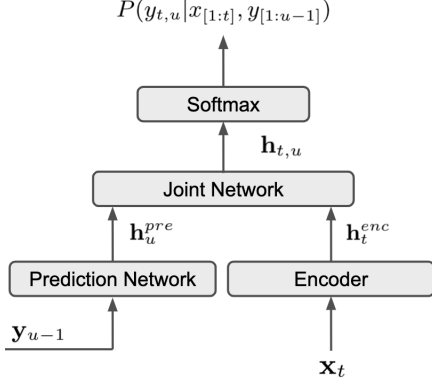 P(y_{t,u}|x_{[1:t]}, y_{[1:u-1]})
Softmax
h_{t,u}
Joint Network
h_u^{pre} h_t^{enc}
Prediction Network Encoder
y_{u-1}
x_t